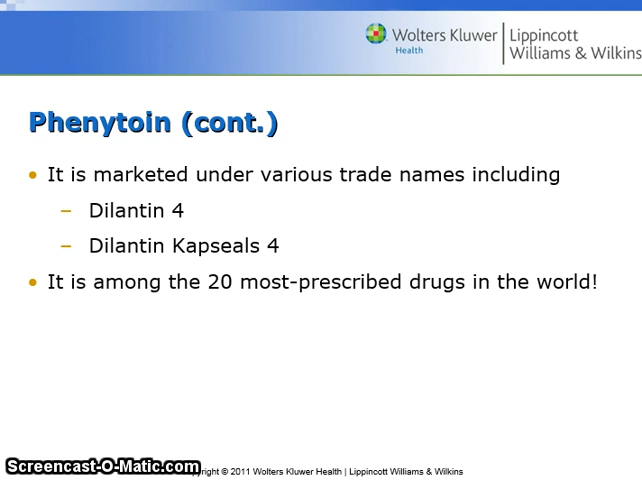 Wolters Kluwer
Health
Lippincott
Williams & Wilkins
Phenytoin (cont.)
• It is marketed under various trade names including
– Dilantin 4
– Dilantin Kapseals 4
• It is among the 20 most-prescribed drugs in the world!
Screencast-O-Matic.com
© 2011 Wolters Kluwer Health | Lippincott Williams & Wilkins